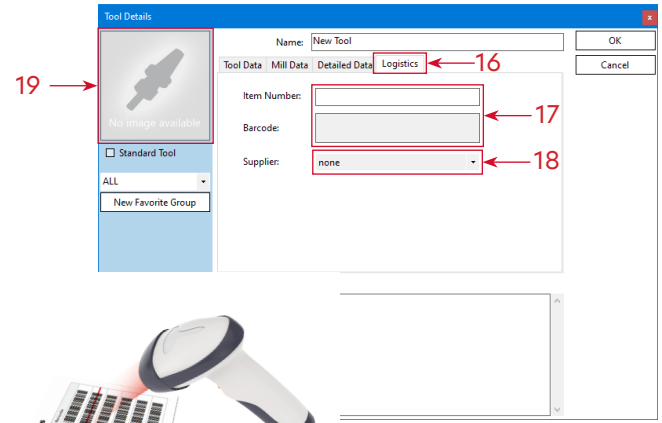 Tool Details
x
Name: New Tool
OK
Cancel
Tool Data Mill Data Detailed Data Logistics
16
19
No image available
Item Number:
17
Barcode:
Standard Tool
Supplier: none
18
ALL
New Favorite Group